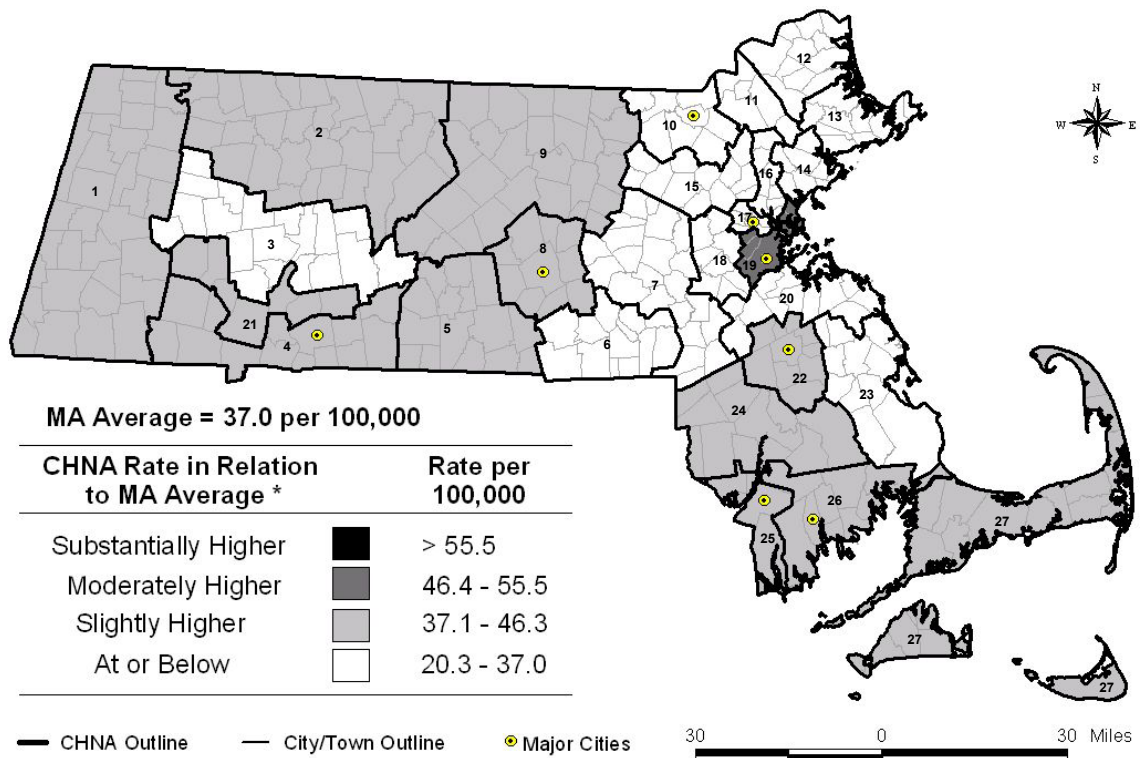 12
11
10
13
2
9
14
16
15
1
17
8
3
18
19
7
20
21
5
4
6
22
23
24
26
25
27
27
27
N
W E
S
MA Average = 37.0 per 100,000
CHNA Rate in Relation to MA Average *
Rate per 100,000
Substantially Higher > 55.5
Moderately Higher 46.4 - 55.5
Slightly Higher 37.1 - 46.3
At or Below 20.3 - 37.0
CHNA Outline City/Town Outline Major Cities
30 0 30 Miles